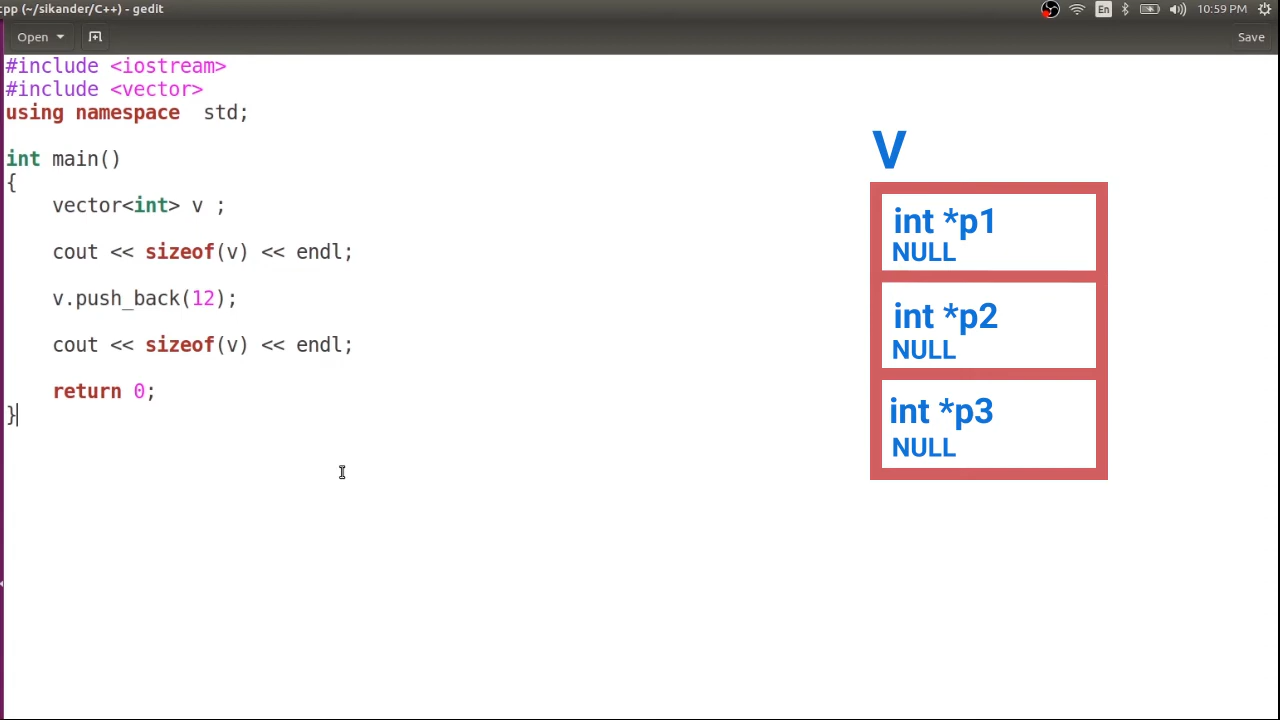 cpp (~/sikander/C++) - gedit
En
10:59 PM
Open
Save
#include <iostream>
#include <vector>
using namespace  std;
int main()
{
    vector<int> v ;
    cout << sizeof(v) << endl;
    v.push_back(12);
    cout << sizeof(v) << endl;
    return 0;
}
V
int *p1
NULL
int *p2
NULL
int *p3
NULL